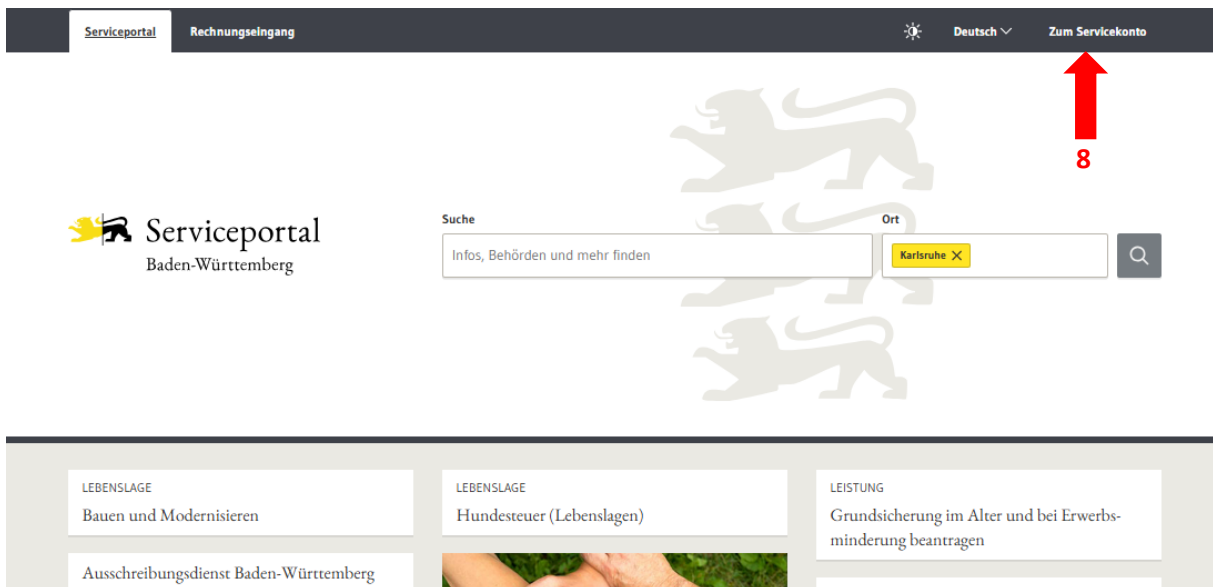 Serviceportal Rechnungseingang Deutsch Zum Servicekonto
8
Serviceportal
Baden-Württemberg
Suche
Infos, Behörden und mehr finden
Ort
Karlsruhe
LEBENSLAGE
Bauen und Modernisieren
Ausschreibungsdienst Baden-Württemberg
LEBENSLAGE
Hundesteuer (Lebenslagen)
LEISTUNG
Grundsicherung im Alter und bei Erwerbs-
minderung beantragen